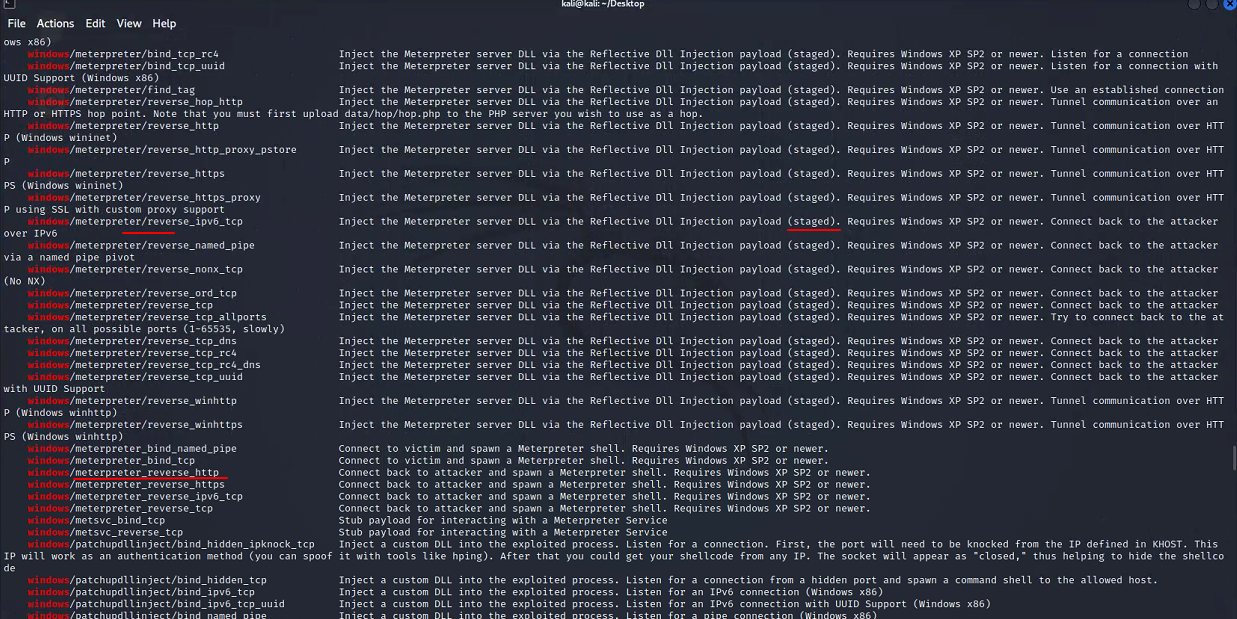 kali@kali: ~/Desktop
File Actions Edit View Help
ows x86)
windows/meterpreter/bind_tcp_rc4 Inject the Meterpreter server DLL via the Reflective Dll Injection payload (staged). Requires Windows XP SP2 or newer. Listen for a connection
windows/meterpreter/bind_tcp_uuid Inject the Meterpreter server DLL via the Reflective Dll Injection payload (staged). Requires Windows XP SP2 or newer. Listen for a connection with
UUID Support (Windows x86)
windows/meterpreter/find_tag Inject the Meterpreter server DLL via the Reflective Dll Injection payload (staged). Requires Windows XP SP2 or newer. Use an established connection
windows/meterpreter/reverse_hop_http Inject the Meterpreter server DLL via the Reflective Dll Injection payload (staged). Requires Windows XP SP2 or newer. Tunnel communication over an
HTTP or HTTPS hop point. Note that you must first upload data/hop/hop.php to the PHP server you wish to use as a hop.
windows/meterpreter/reverse_http Inject the Meterpreter server DLL via the Reflective Dll Injection payload (staged). Requires Windows XP SP2 or newer. Tunnel communication over HTT
P (Windows wininet)
windows/meterpreter/reverse_http_proxy_pstore Inject the Meterpreter server DLL via the Reflective Dll Injection payload (staged). Requires Windows XP SP2 or newer. Tunnel communication over HTT
P
windows/meterpreter/reverse_https Inject the Meterpreter server DLL via the Reflective Dll Injection payload (staged). Requires Windows XP SP2 or newer. Tunnel communication over HTT
PS (Windows wininet)
windows/meterpreter/reverse_https_proxy Inject the Meterpreter server DLL via the Reflective Dll Injection payload (staged). Requires Windows XP SP2 or newer. Tunnel communication over HTT
P using SSL with custom proxy support
windows/meterpreter/reverse_ipv6_tcp Inject the Meterpreter server DLL via the Reflective Dll Injection payload (staged). Requires Windows XP SP2 or newer. Connect back to the attacker
over IPv6
windows/meterpreter/reverse_named_pipe Inject the Meterpreter server DLL via the Reflective Dll Injection payload (staged). Requires Windows XP SP2 or newer. Connect back to the attacker
via a named pipe pivot
windows/meterpreter/reverse_nonx_tcp Inject the Meterpreter server DLL via the Reflective Dll Injection payload (staged). Requires Windows XP SP2 or newer. Connect back to the attacker
(No NX)
windows/meterpreter/reverse_ord_tcp Inject the Meterpreter server DLL via the Reflective Dll Injection payload (staged). Requires Windows XP SP2 or newer. Connect back to the attacker
windows/meterpreter/reverse_tcp Inject the Meterpreter server DLL via the Reflective Dll Injection payload (staged). Requires Windows XP SP2 or newer. Connect back to the attacker
windows/meterpreter/reverse_tcp_allports Inject the Meterpreter server DLL via the Reflective Dll Injection payload (staged). Requires Windows XP SP2 or newer. Try to connect back to the at
tacker, on all possible ports (1-65535, slowly)
windows/meterpreter/reverse_tcp_dns Inject the Meterpreter server DLL via the Reflective Dll Injection payload (staged). Requires Windows XP SP2 or newer. Connect back to the attacker
windows/meterpreter/reverse_tcp_rc4 Inject the Meterpreter server DLL via the Reflective Dll Injection payload (staged). Requires Windows XP SP2 or newer. Connect back to the attacker
windows/meterpreter/reverse_tcp_rc4_dns Inject the Meterpreter server DLL via the Reflective Dll Injection payload (staged). Requires Windows XP SP2 or newer. Connect back to the attacker
windows/meterpreter/reverse_tcp_uuid Inject the Meterpreter server DLL via the Reflective Dll Injection payload (staged). Requires Windows XP SP2 or newer. Connect back to the attacker
with UUID Support
windows/meterpreter/reverse_winhttp Inject the Meterpreter server DLL via the Reflective Dll Injection payload (staged). Requires Windows XP SP2 or newer. Tunnel communication over HTT
P (Windows winhttp)
windows/meterpreter/reverse_winhttps Inject the Meterpreter server DLL via the Reflective Dll Injection payload (staged). Requires Windows XP SP2 or newer. Tunnel communication over HTT
PS (Windows winhttp)
windows/meterpreter_bind_named_pipe Connect to victim and spawn a Meterpreter shell. Requires Windows XP SP2 or newer.
windows/meterpreter_bind_tcp Connect to victim and spawn a Meterpreter shell. Requires Windows XP SP2 or newer.
windows/meterpreter_reverse_http Connect back to attacker and spawn a Meterpreter shell. Requires Windows XP SP2 or newer.
windows/meterpreter_reverse_https Connect back to attacker and spawn a Meterpreter shell. Requires Windows XP SP2 or newer.
windows/meterpreter_reverse_ipv6_tcp Connect back to attacker and spawn a Meterpreter shell. Requires Windows XP SP2 or newer.
windows/meterpreter_reverse_tcp Connect back to attacker and spawn a Meterpreter shell. Requires Windows XP SP2 or newer.
windows/metsvc_bind_tcp Stub payload for interacting with a Meterpreter Service
windows/metsvc_reverse_tcp Stub payload for interacting with a Meterpreter Service
windows/patchupdllinject/bind_hidden_ipknock_tcp Inject a custom DLL into the exploited process. Listen for a connection. First, the port will need to be knocked from the IP defined in KHOST. This
IP will work as an authentication method (you can spoof it with tools like hping). After that you could get your shellcode from any IP. The socket will appear as "closed," thus helping to hide the shellco
de
windows/patchupdllinject/bind_hidden_tcp Inject a custom DLL into the exploited process. Listen for a connection from a hidden port and spawn a command shell to the allowed host.
windows/patchupdllinject/bind_ipv6_tcp Inject a custom DLL into the exploited process. Listen for an IPv6 connection (Windows x86)
windows/patchupdllinject/bind_ipv6_tcp_uuid Inject a custom DLL into the exploited process. Listen for an IPv6 connection with UUID Support (Windows x86)
windows/patchupdllinject/bind_named_pipe Inject a custom DLL into the exploited process. Listen for a pipe connection (Windows x86)